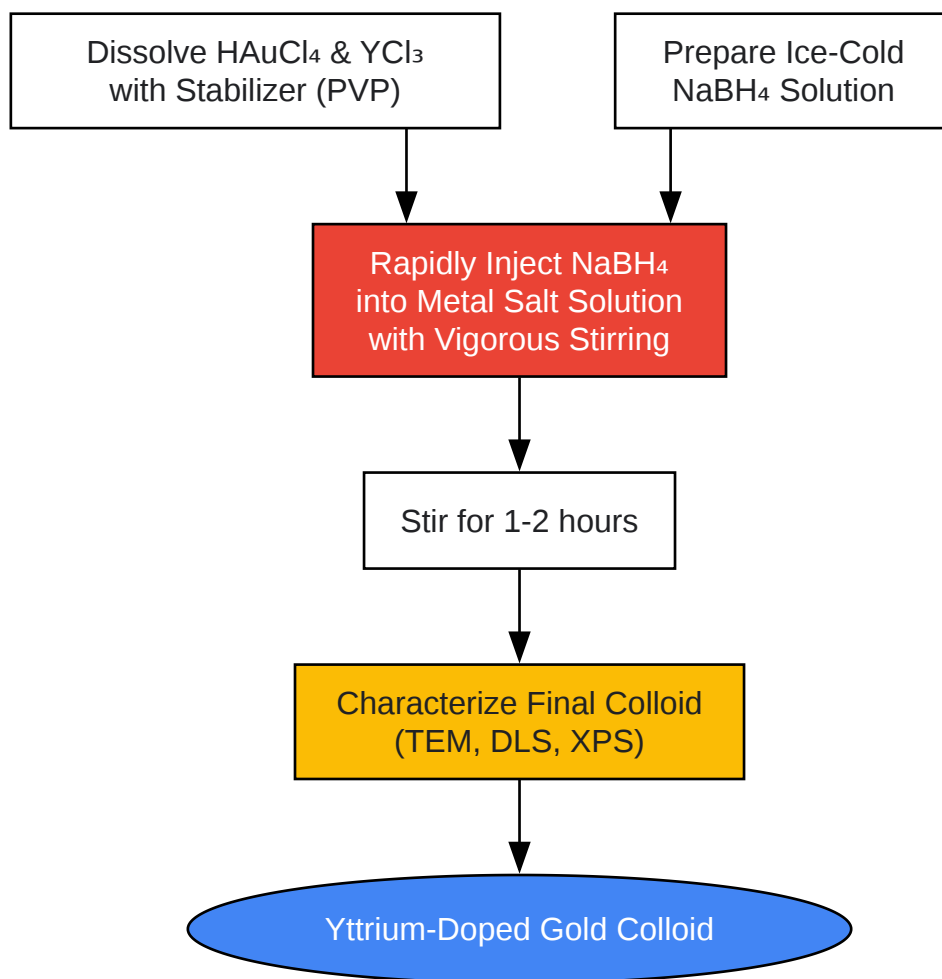 Dissolve HAuCl₄ & YCl₃
with Stabilizer (PVP)
Prepare Ice-Cold
NaBH₄ Solution
Rapidly Inject NaBH₄
into Metal Salt Solution
with Vigorous Stirring
Stir for 1-2 hours
Characterize Final Colloid
(TEM, DLS, XPS)
Yttrium-Doped Gold Colloid